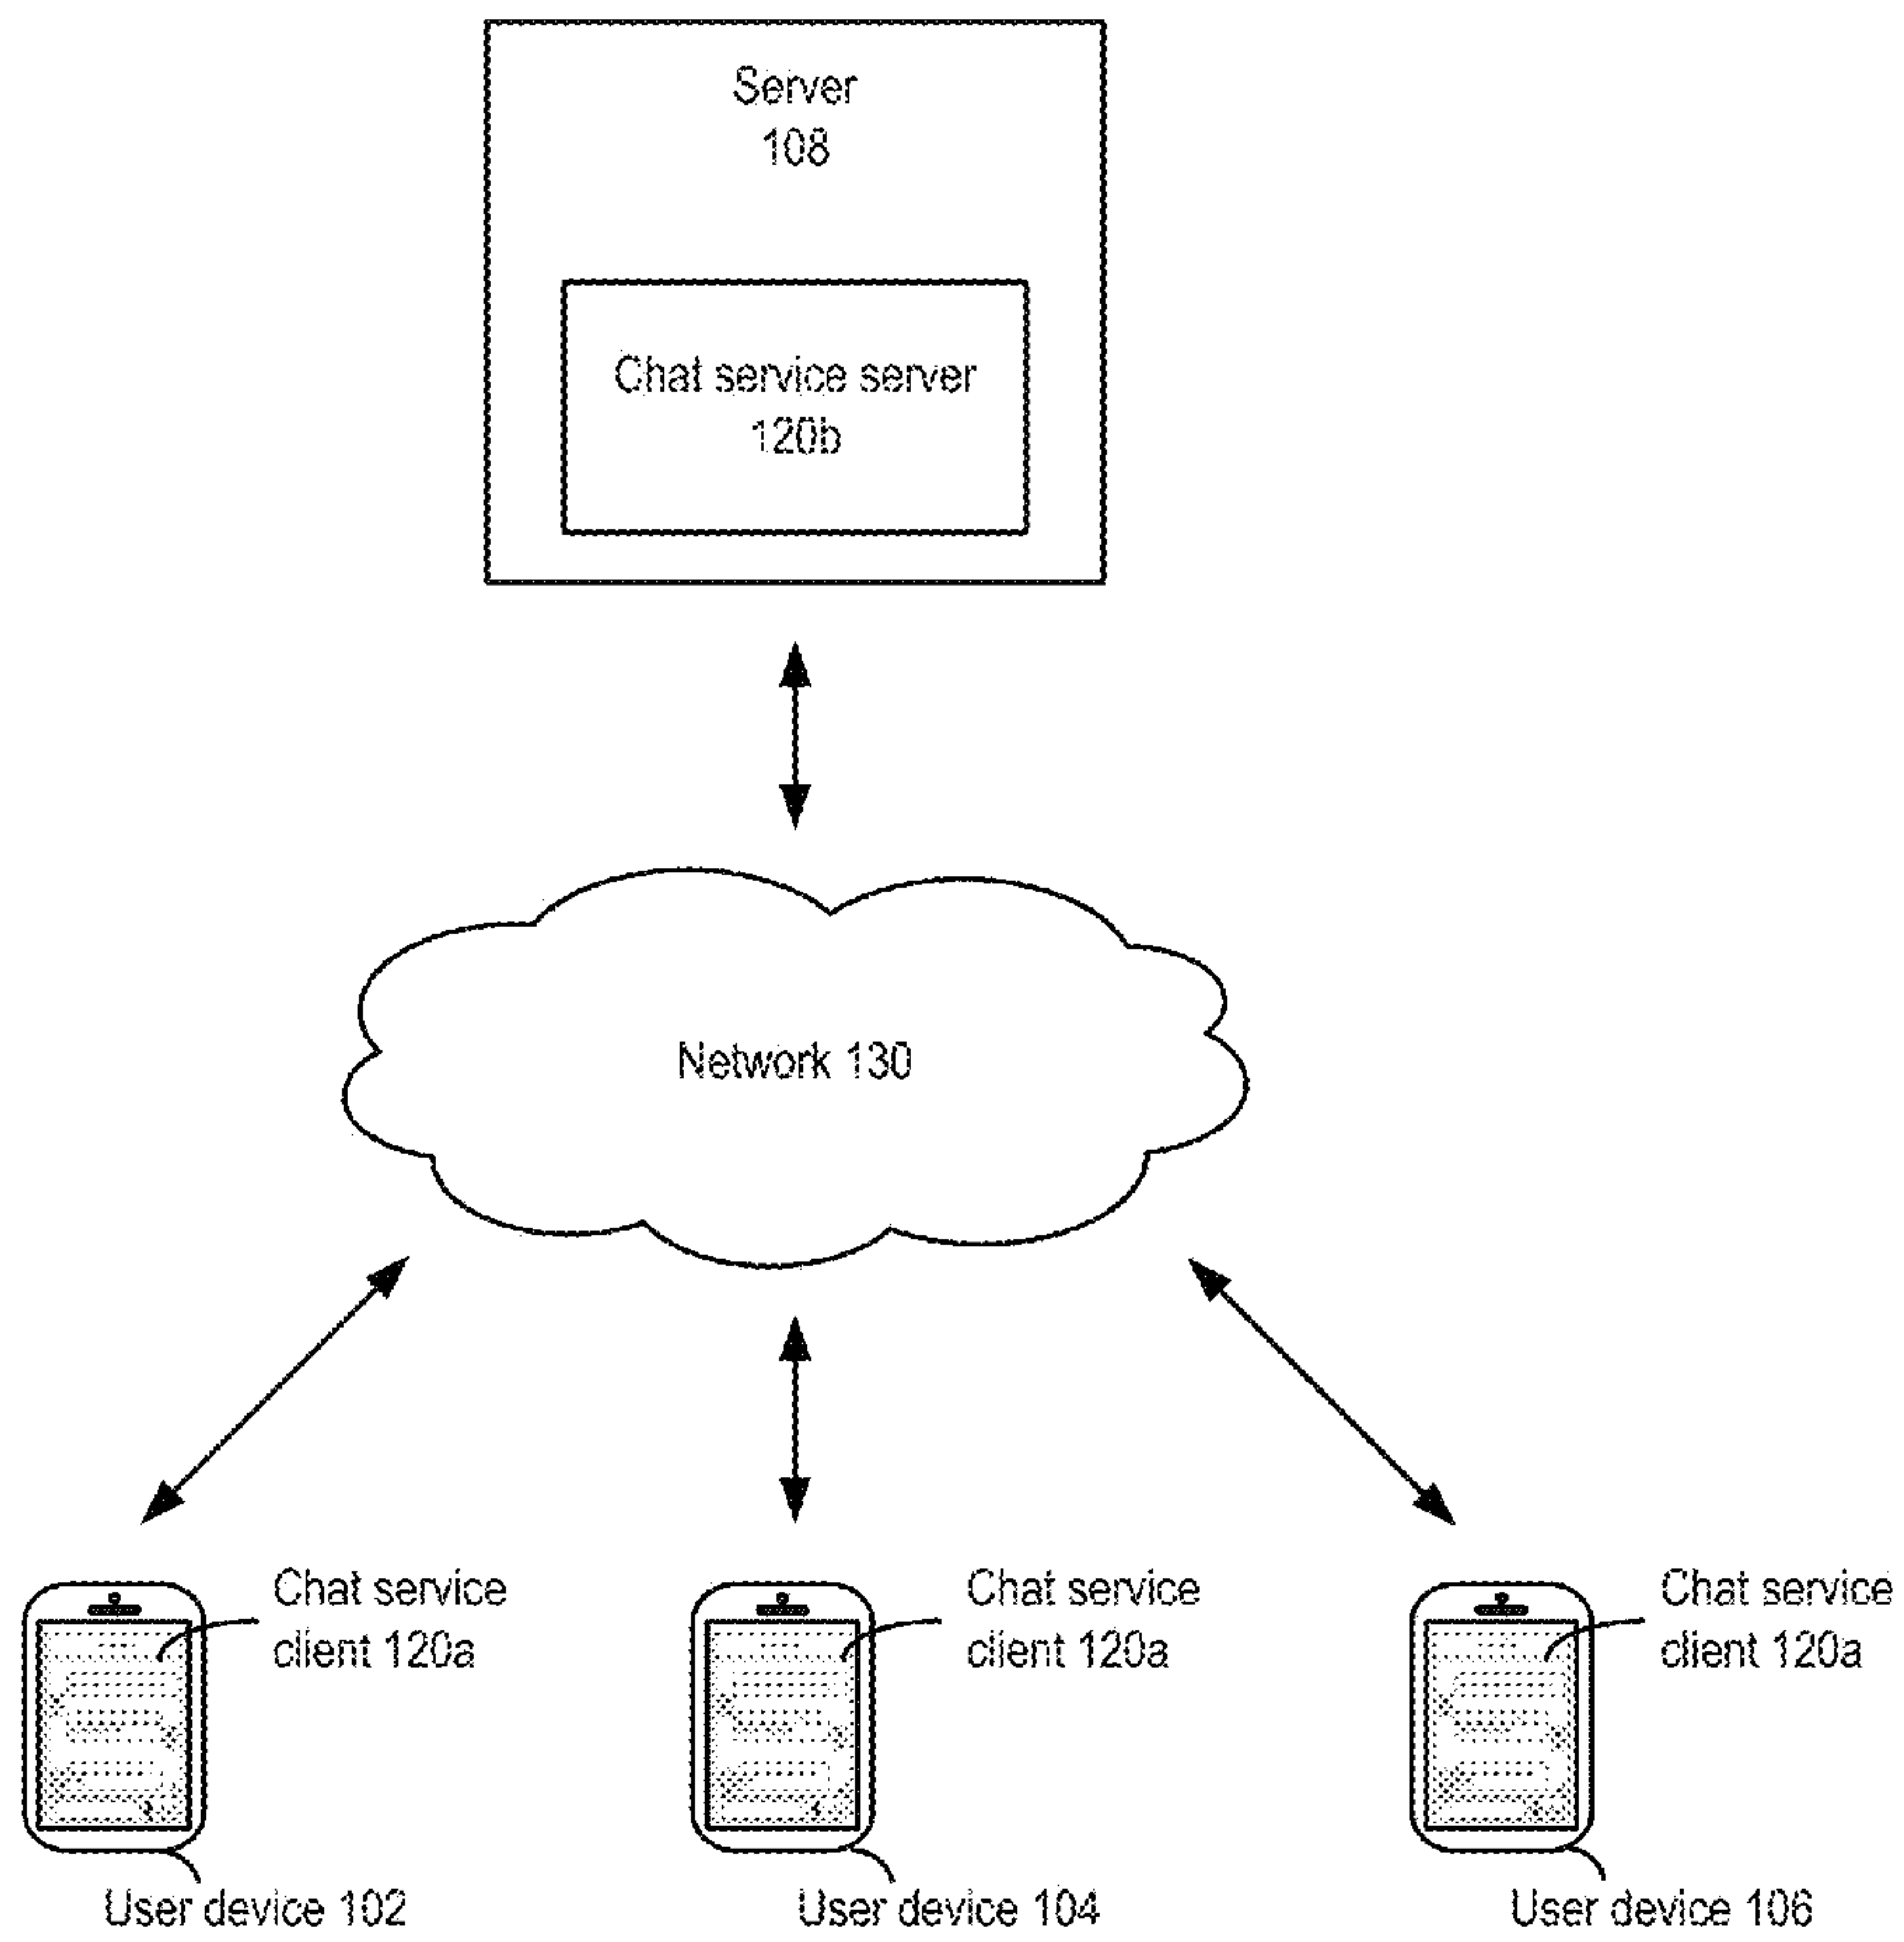 Server
108
Chat service server
120b
Network 130
Chat service
client 120a
Chat service
client 120a
Chat service
client 120a
User device 102
User device 104
User device 106